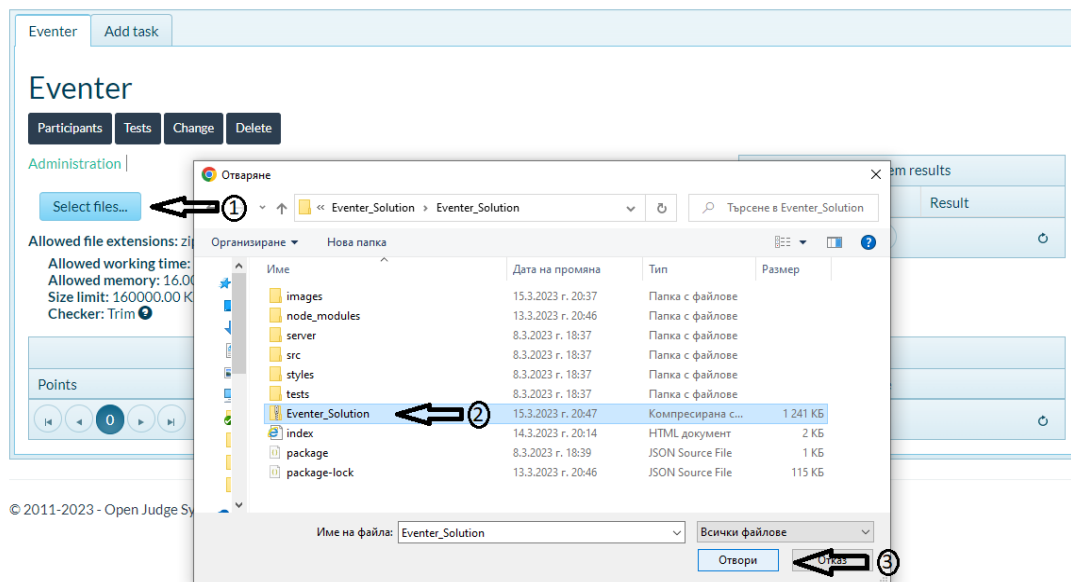 Eventer Add task
Eventer
Participants Tests Change Delete
Administration
Select files...
1
Allowed file extensions:
Allowed working time:
Allowed memory: 16.00
Size limit: 160000.00 K
Checker: Trim ?
Points
0
Result
results
© 2011-2023 - Open Judge Sy
Отваряне
« Eventer_Solution › Eventer_Solution
Търсене в Eventer_Solution
Организиране Нова папка
Име Дата на промяна Тип Размер
images 15.3.2023 г. 20:37 Папка с файлове
node_modules 13.3.2023 г. 20:46 Папка с файлове
server 8.3.2023 г. 18:37 Папка с файлове
src 8.3.2023 г. 18:37 Папка с файлове
styles 8.3.2023 г. 18:37 Папка с файлове
tests 8.3.2023 г. 18:37 Папка с файлове
Eventer_Solution 15.3.2023 г. 20:47 Компресирана с... 1 241 КБ
2
index 14.3.2023 г. 20:14 HTML документ 2 КБ
package 8.3.2023 г. 18:39 JSON Source File 1 КБ
package-lock 13.3.2023 г. 20:46 JSON Source File 115 КБ
Име на файла: Eventer_Solution Всички файлове
Отвори Отказ
3